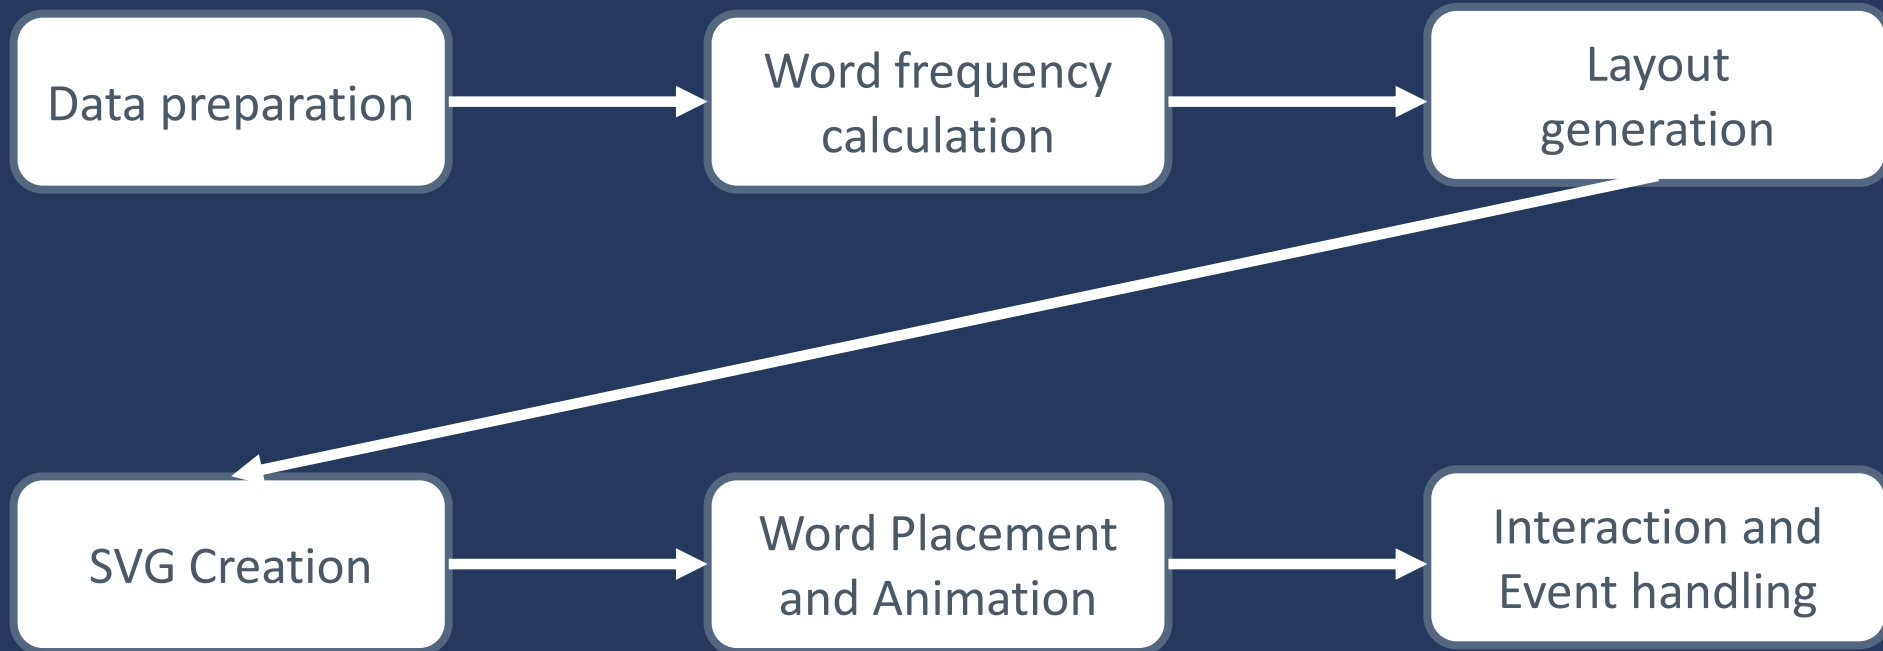 Data preparation
Word frequency
calculation
Layout
generation
SVG Creation
Word Placement
and Animation
Interaction and
Event handling